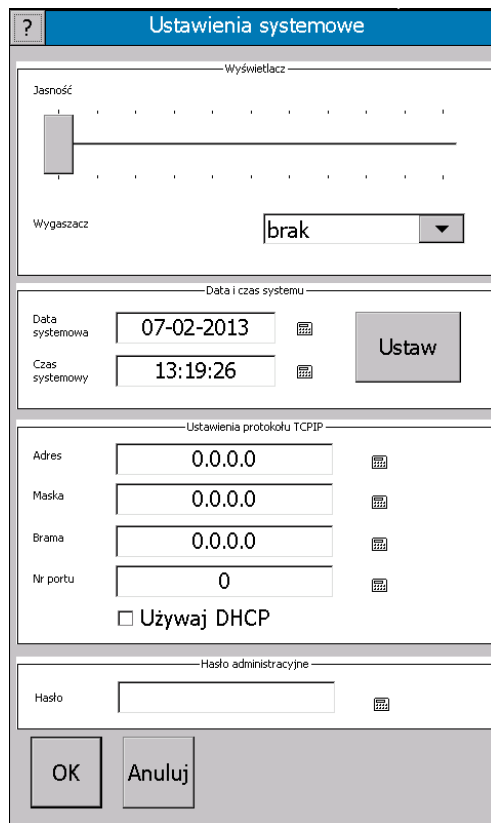 ? Ustawienia systemowe
Wyświetlacz
Jasność
Wygaszacz brak
Data i czas systemu
Data systemowa 07-02-2013
Czas systemowy 13:19:26
Ustaw
Ustawienia protokołu TCPIP
Adres 0.0.0.0
Maska 0.0.0.0
Brama 0.0.0.0
Nr portu 0
Używaj DHCP
Hasło administracyjne
Hasło
OK Anuluj